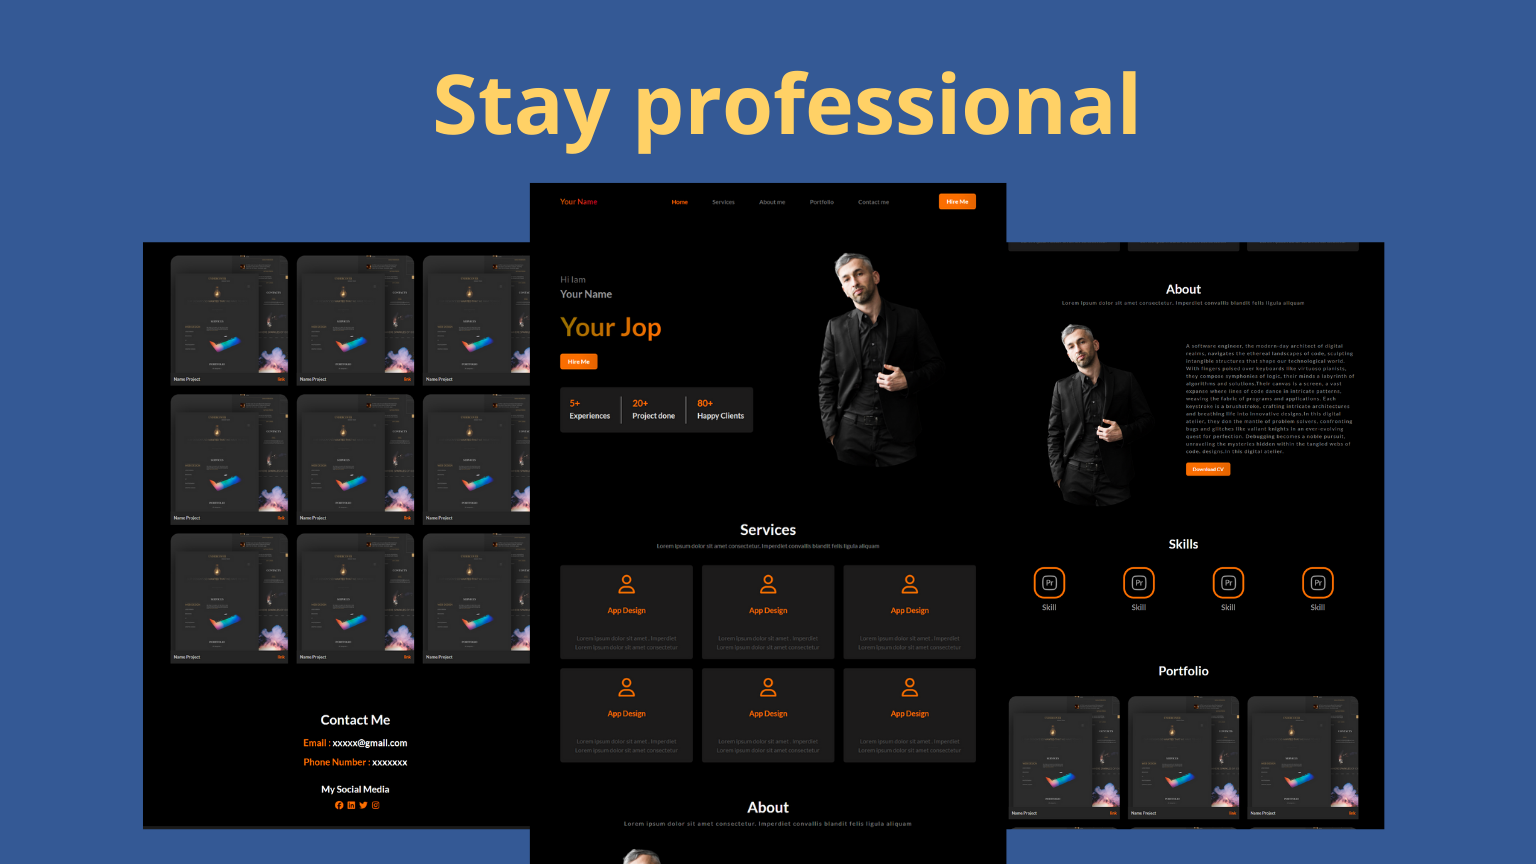 Stay professional
Your Name
Home
Services
About me
Portfolio
Contact me
Hire Me
Hi Iam
Your Name
Your Jop
Hire Me
5+
Experiences
20+
Project done
80+
Happy Clients
Services
Lorem ipsum dolor sit amet consectetur. Imperdiet convallis blandit felis ligula aliquam
App Design
Lorem ipsum dolor sit amet . Imperdiet
Lorem ipsum dolor sit amet consectetur
App Design
Lorem ipsum dolor sit amet . Imperdiet
Lorem ipsum dolor sit amet consectetur
App Design
Lorem ipsum dolor sit amet . Imperdiet
Lorem ipsum dolor sit amet consectetur
App Design
Lorem ipsum dolor sit amet . Imperdiet
Lorem ipsum dolor sit amet consectetur
App Design
Lorem ipsum dolor sit amet . Imperdiet
Lorem ipsum dolor sit amet consectetur
App Design
Lorem ipsum dolor sit amet . Imperdiet
Lorem ipsum dolor sit amet consectetur
About
Lorem ipsum dolor sit amet consectetur. Imperdiet convallis blandit felis ligula aliquam
Name Project
link
Name Project
link
Name Project
Name Project
link
Name Project
link
Name Project
Name Project
link
Name Project
link
Name Project
Contact Me
Email : xxxxx@gmail.com
Phone Number : xxxxxxx
My Social Media
About
Lorem ipsum dolor sit amet consectetur. Imperdiet convallis blandit felis ligula aliquam
A software engineer, the modern-day architect of digital
realms, navigates the ethereal landscapes of code, sculpting
intangible structures that shape our technological world.
With fingers poised over keyboards like virtuoso pianists,
they compose symphonies of logic, their minds a labyrinth of
algorithms and solutions.Their canvas is a screen, a vast
expanse where lines of code dance in intricate patterns,
weaving the fabric of programs and applications. Each
keystroke is a brushstroke, crafting intricate architectures
and breathing life into innovative designs.In this digital
atelier, they don the mantle of problem solvers, confronting
bugs and glitches like valiant knights in an ever-evolving
quest for perfection. Debugging becomes a noble pursuit,
unraveling the mysteries hidden within the tangled webs of
code. designs.In this digital atelier.
Download CV
Skills
Pr
Skill
Pr
Skill
Pr
Skill
Pr
Skill
Portfolio
Name Project
link
Name Project
link
Name Project
link